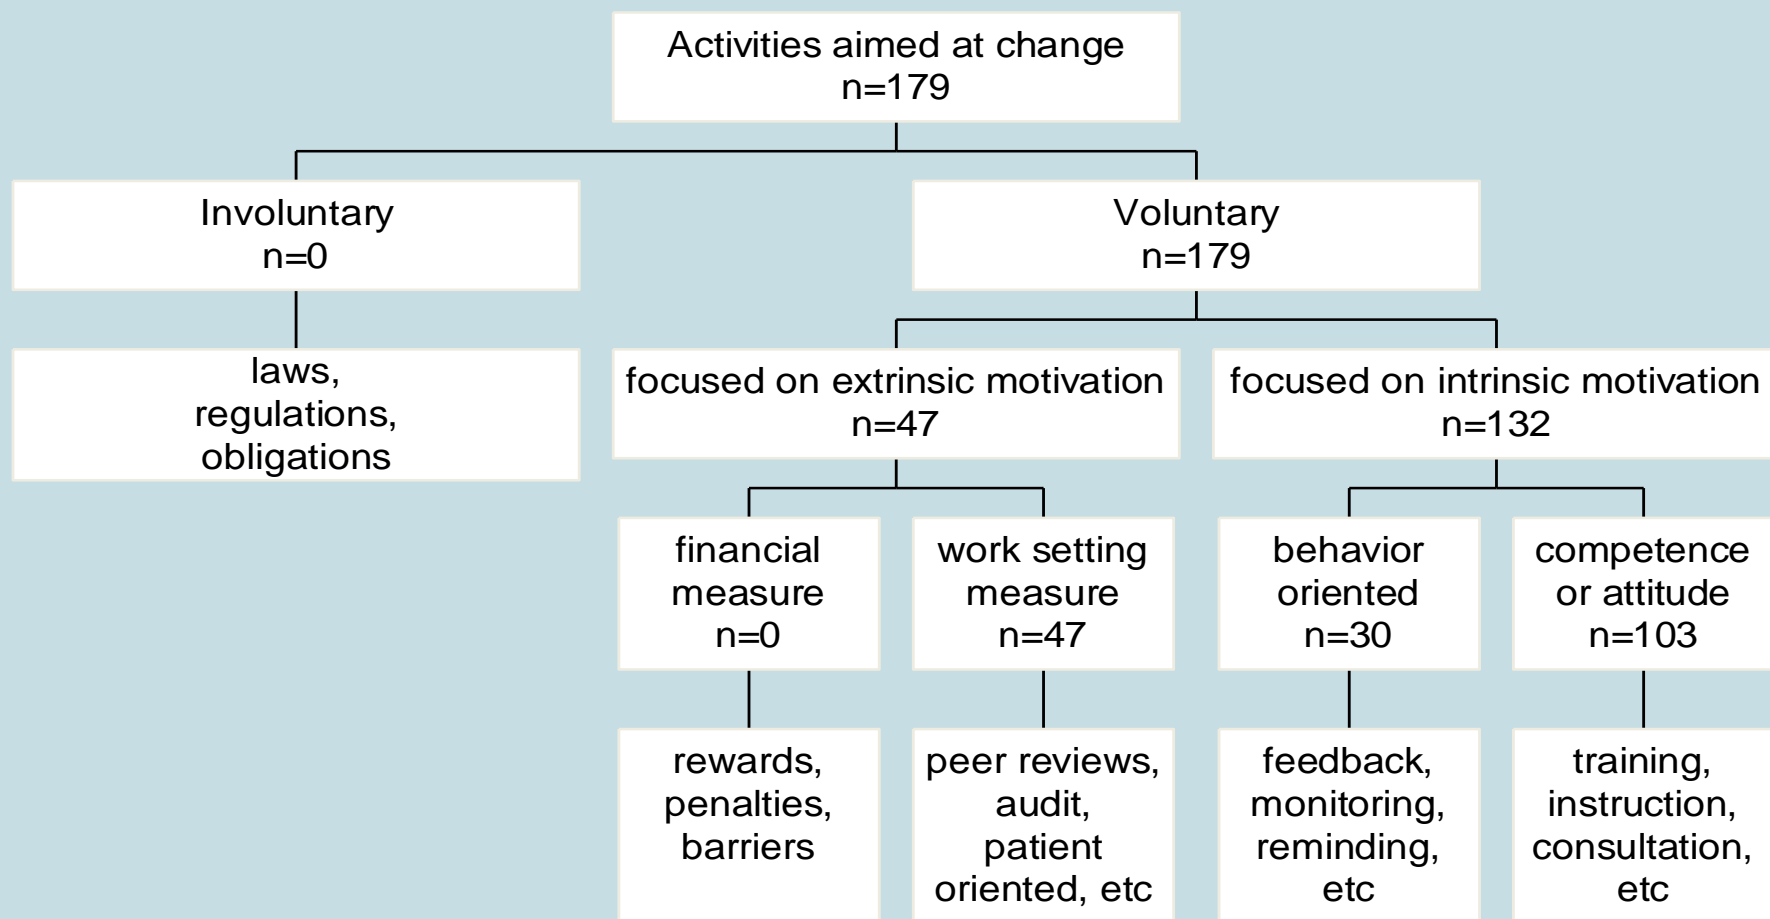 Activities aimed at change
n=179
Involuntary
n=0
Voluntary
n=179
laws,
regulations,
obligations
focused on extrinsic motivation
n=47
focused on intrinsic motivation
n=132
financial
measure
n=0
work setting
measure
n=47
behavior
oriented
n=30
competence
or attitude
n=103
rewards,
penalties,
barriers
peer reviews,
audit,
patient
oriented, etc
feedback,
monitoring,
reminding,
etc
training,
instruction,
consultation,
etc